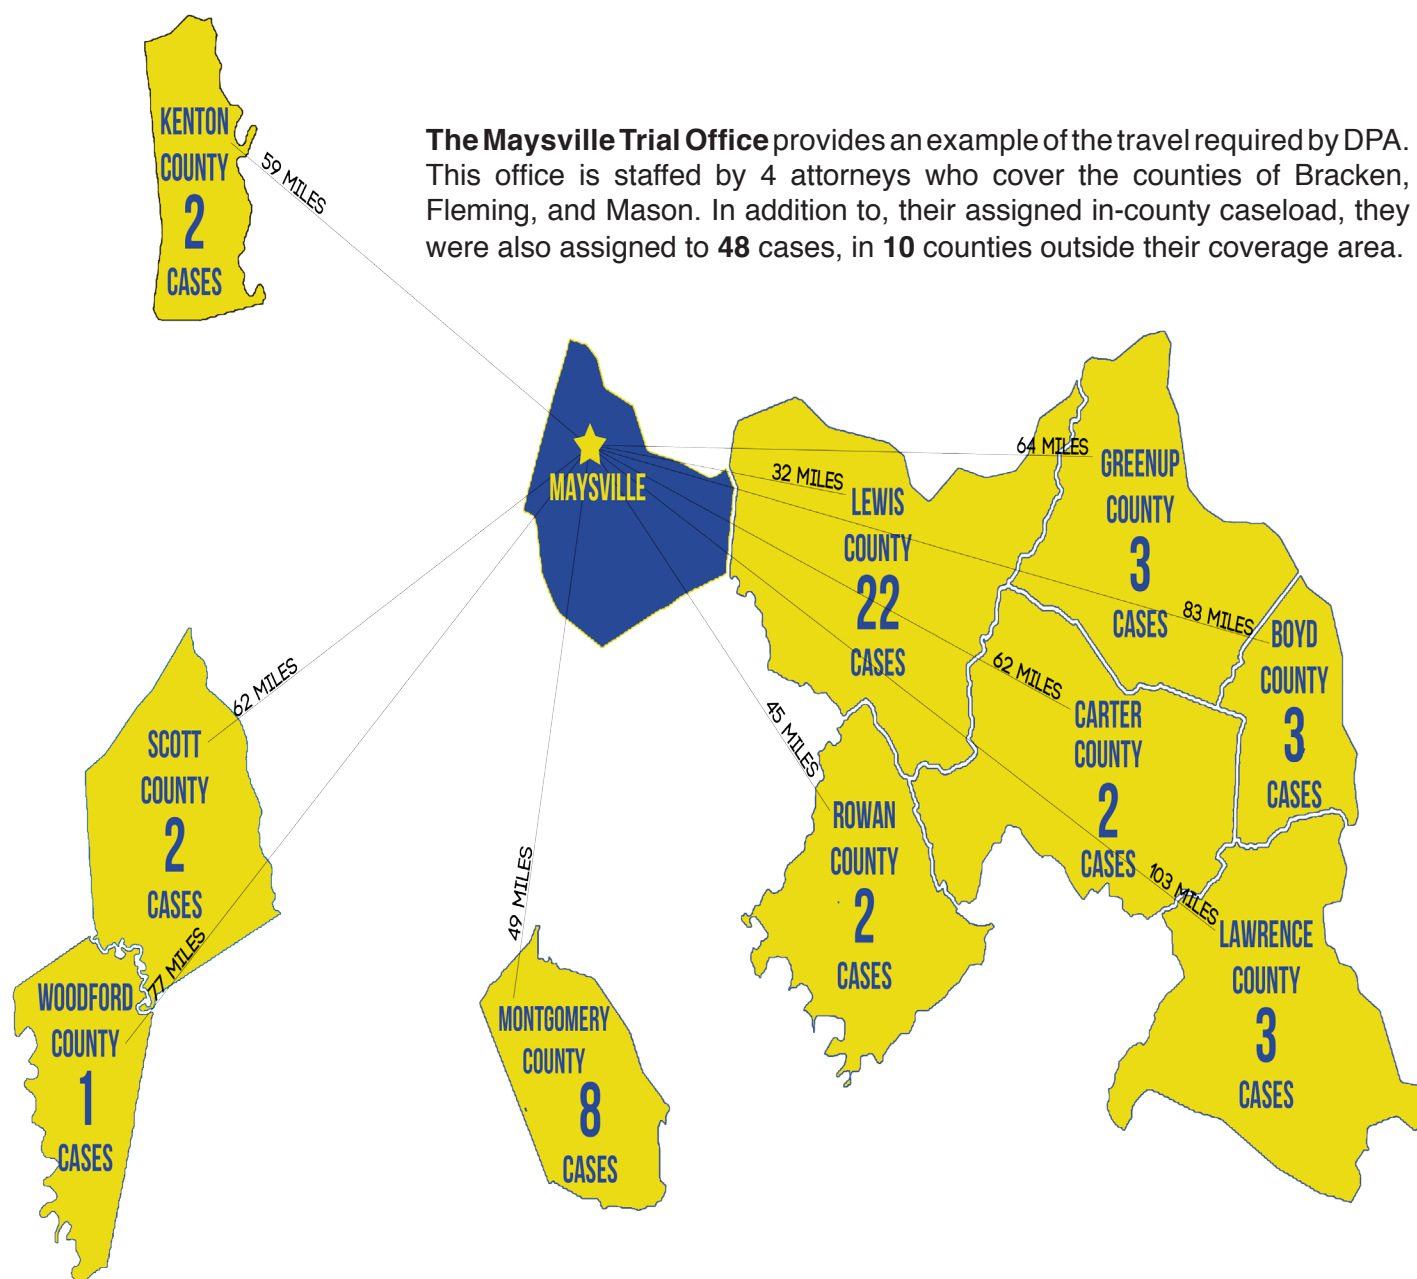 KENTON
COUNTY
2
CASES
59 MILES
The Maysville Trial Office provides an example of the travel required by DPA.
This office is staffed by 4 attorneys who cover the counties of Bracken,
Fleming, and Mason. In addition to, their assigned in-county caseload, they
were also assigned to 48 cases, in 10 counties outside their coverage area.
MAYSVILLE
64 MILES
GREENUP
COUNTY
3
CASES
32 MILES
LEWIS
COUNTY
22
CASES
83 MILES
BOYD
COUNTY
3
CASES
62 MILES
CARTER
COUNTY
2
CASES
62 MILES
SCOTT
COUNTY
2
CASES
45 MILES
ROWAN
COUNTY
2
CASES
49 MILES
MONTGOMERY
COUNTY
8
CASES
103 MILES
LAWRENCE
COUNTY
3
CASES
77 MILES
WOODFORD
COUNTY
1
CASES